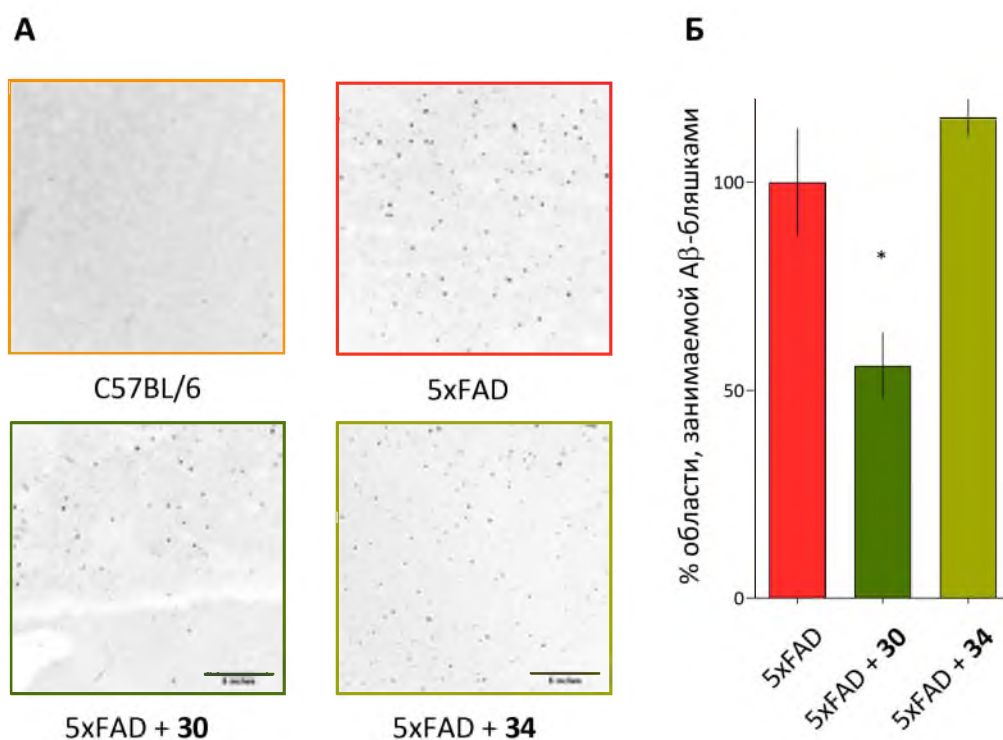 А
Б
C57BL/6
5xFAD
5xFAD + 30
5xFAD + 34
% области, занимаемой Aβ-бляшками
100
50
0
*
5xFAD
5xFAD + 30
5xFAD + 34